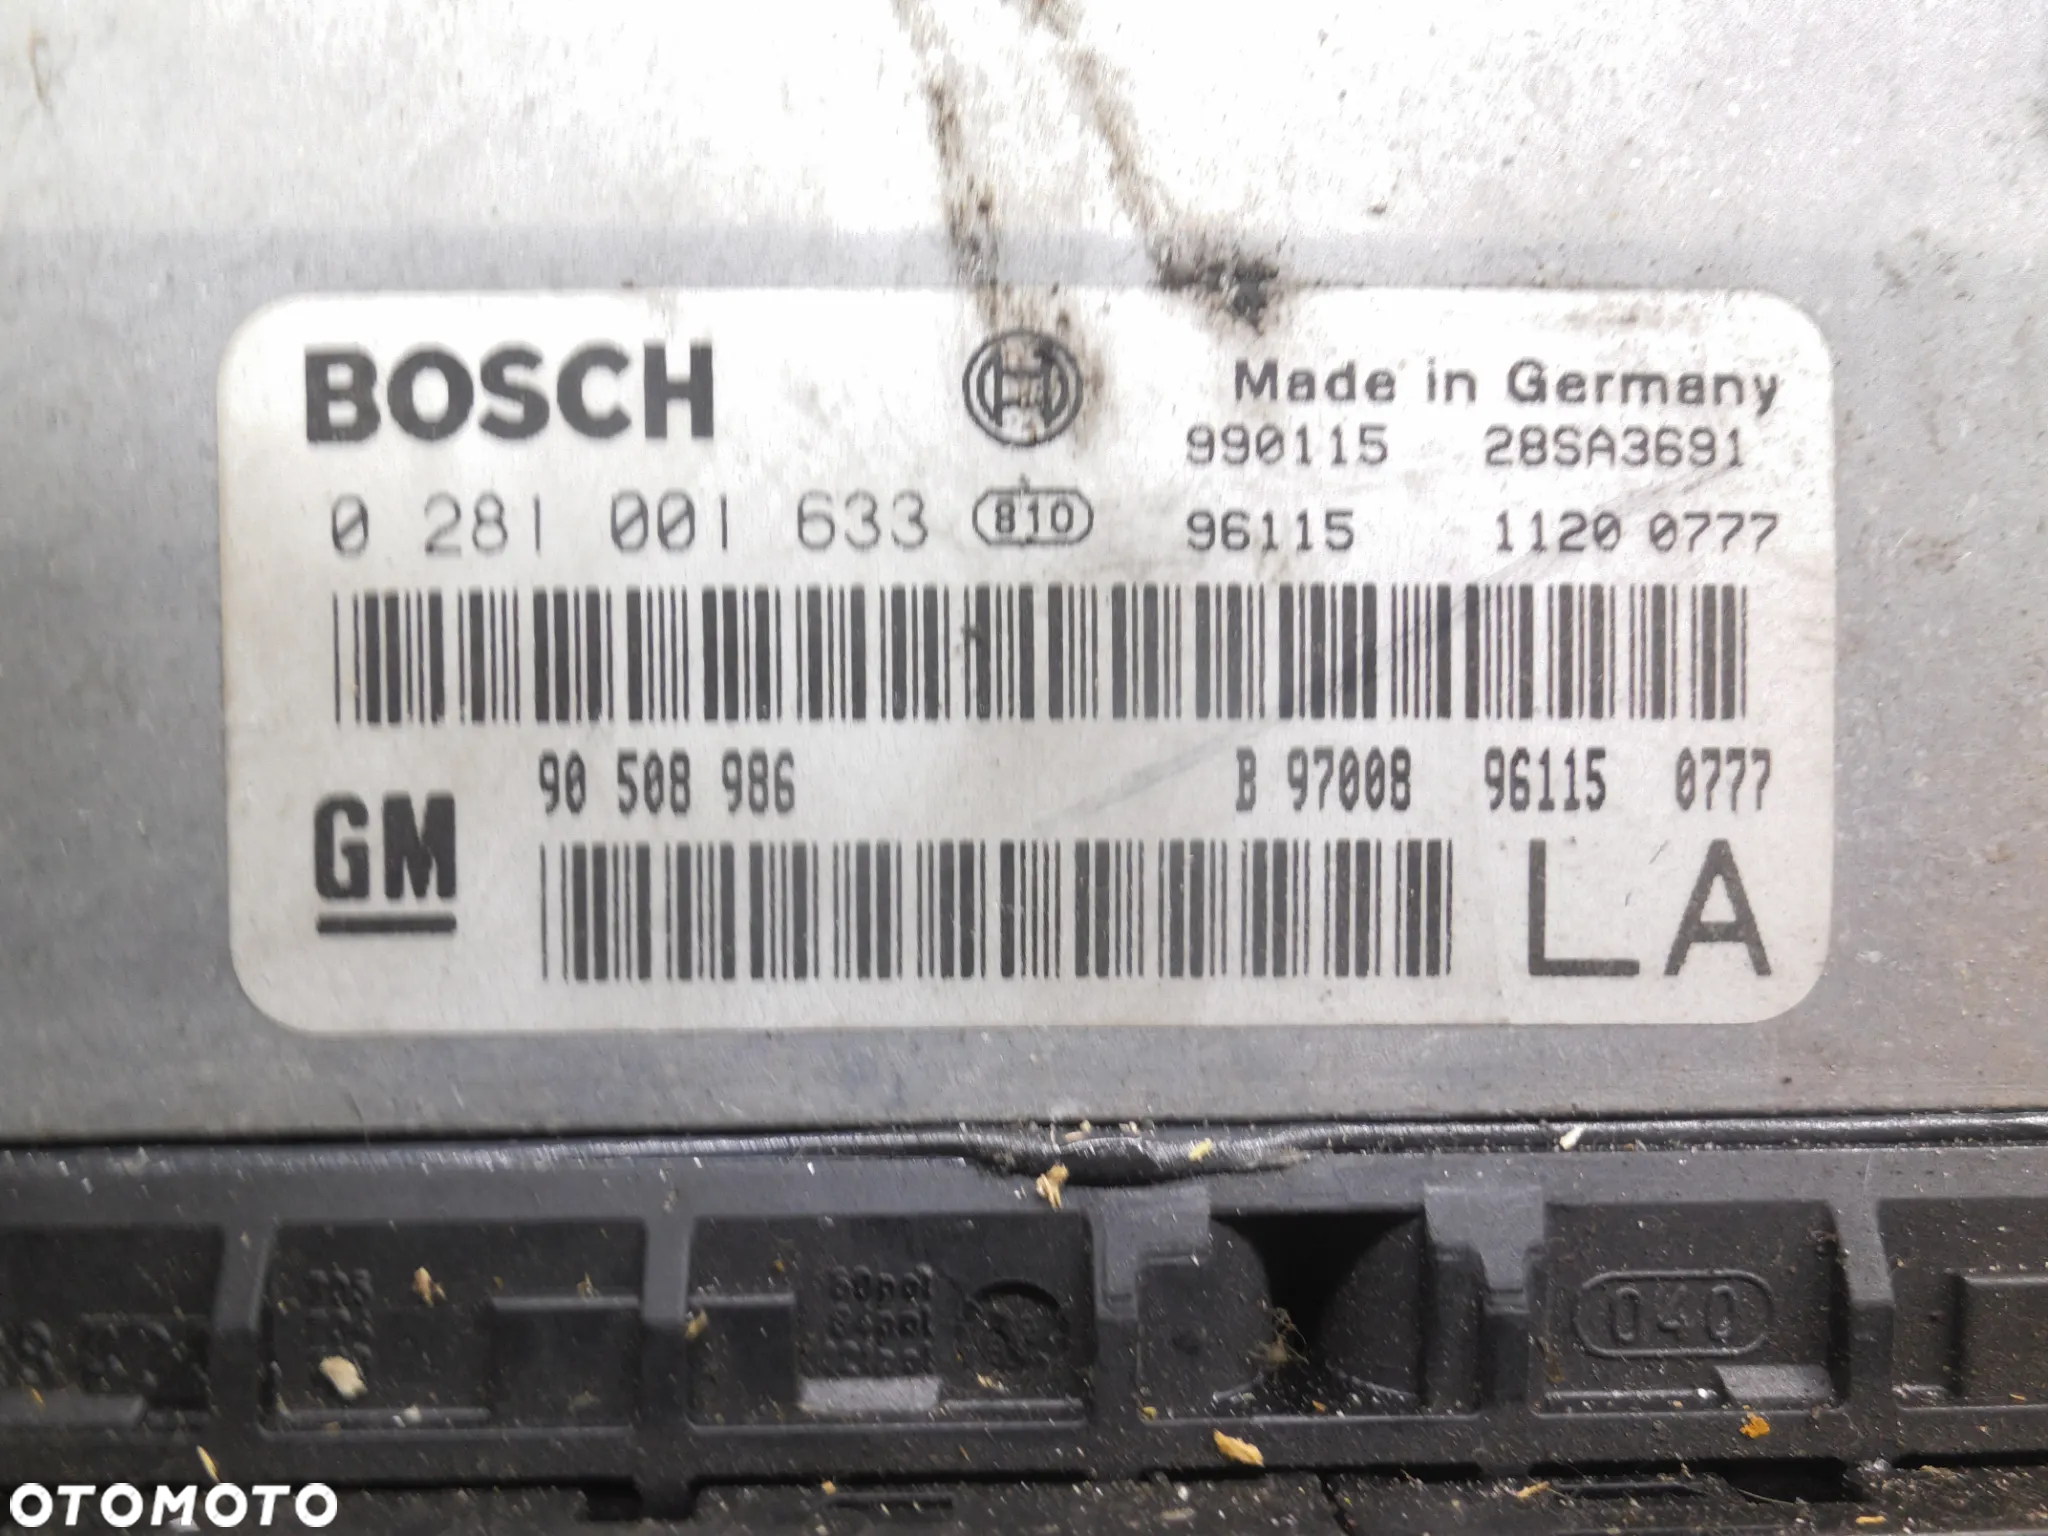 BOSCH
Made in Germany
990115 28SA3691
0 281 001 633 810 96115 1120 0777
90 508 986 B 97008 96115 0777
GM
LA
60pol
040
OTOMOTO